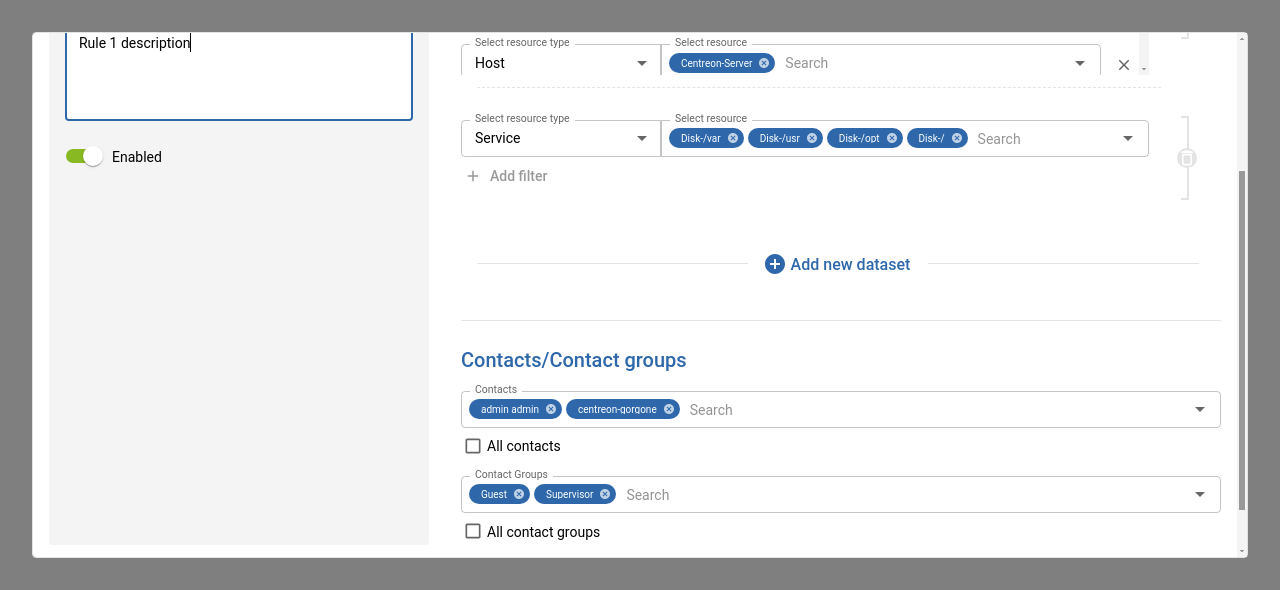 Rule 1 description
Enabled
Select resource type Select resource
Host Centreon-Server Search
Select resource type Select resource
Service Disk-/var Disk-/usr Disk-/opt Disk-/ Search
Add filter
Add new dataset
Contacts/Contact groups
Contacts
admin admin centreon-gorgone Search
All contacts
Contact Groups
Guest Supervisor Search
All contact groups